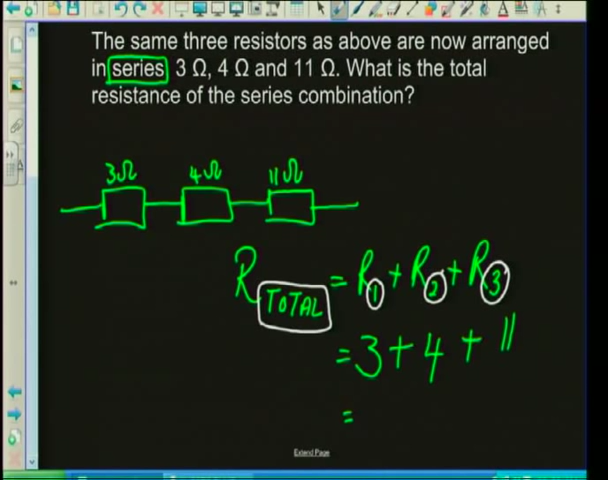 The same three resistors as above are now arranged
in series 3 Ω, 4 Ω and 11 Ω. What is the total
resistance of the series combination?
3Ω 4Ω 11Ω
R TOTAL = R1 + R2 + R3
= 3 + 4 + 11
=
Extend Page